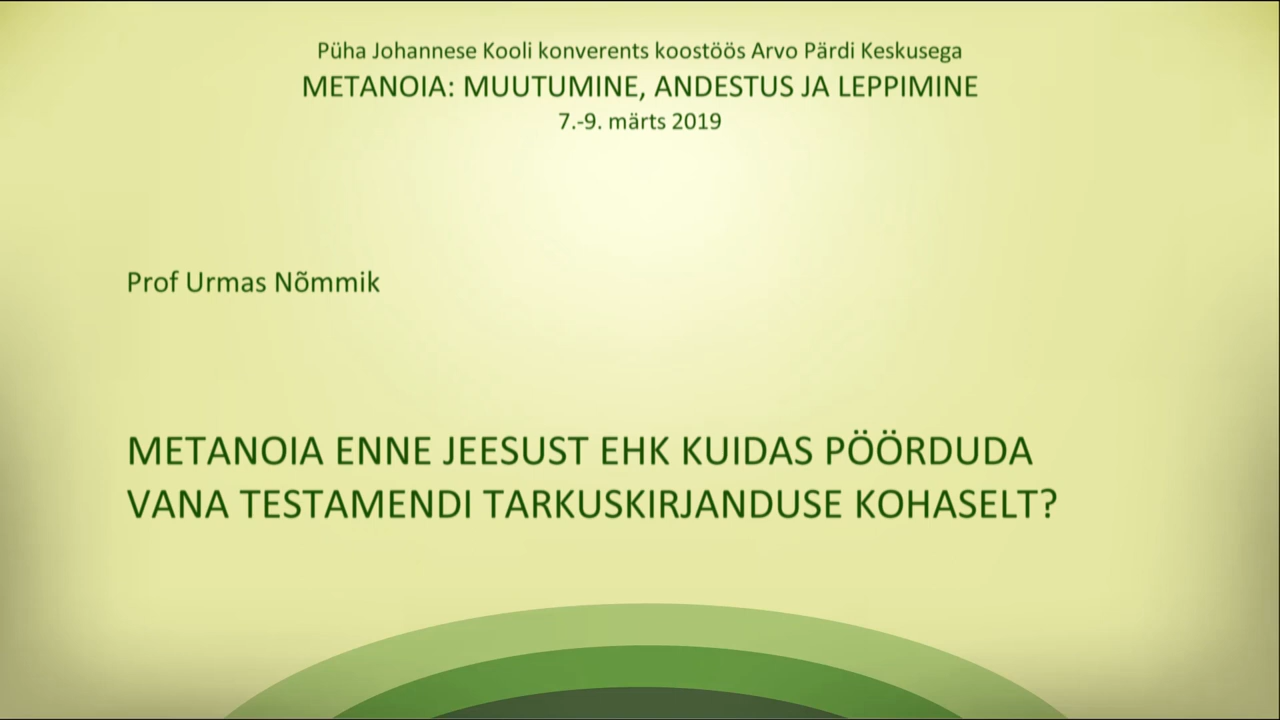 Püha Johannese Kooli konverents koostöös Arvo Pärdi Keskusega
METANOIA: MUUTUMINE, ANDESTUS JA LEPPIMINE
7.-9. märts 2019
Prof Urmas Nõmmik
METANOIA ENNE JEESUST EHK KUIDAS PÖÖRDUDA
VANA TESTAMENDI TARKUSKIRJANDUSE KOHASELT?